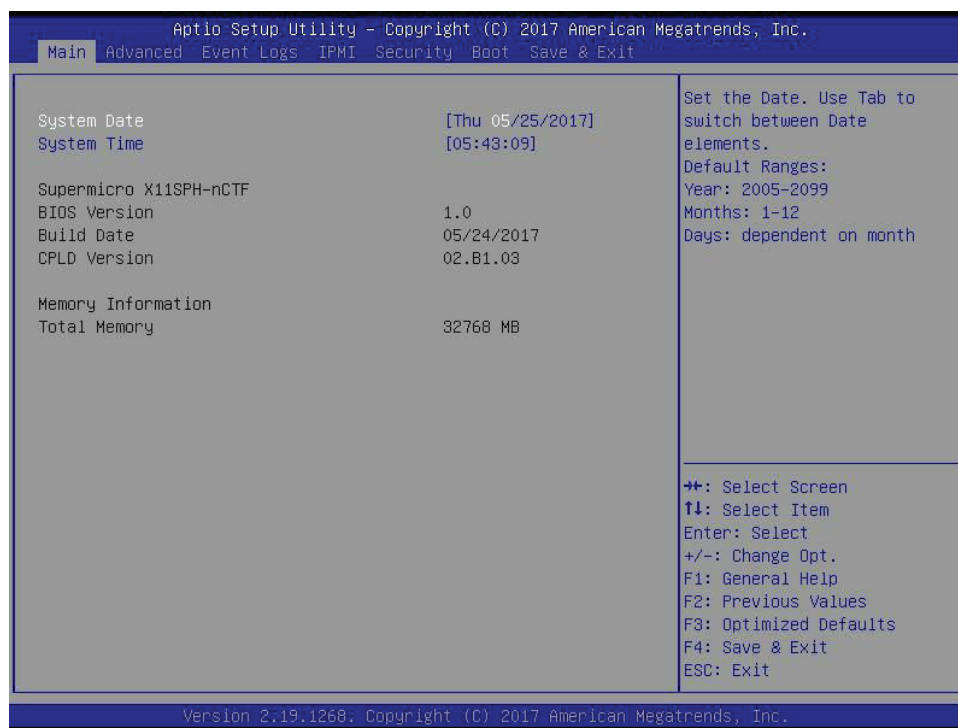 Aptio Setup Utility – Copyright (C) 2017 American Megatrends, Inc.
Main Advanced Event Logs IPMI Security Boot Save & Exit
System Date [Thu 05/25/2017]
System Time [05:43:09]
Supermicro X11SPH-nCTF
BIOS Version 1.0
Build Date 05/24/2017
CPLD Version 02.B1.03
Memory Information
Total Memory 32768 MB
Set the Date. Use Tab to
switch between Date
elements.
Default Ranges:
Year: 2005-2099
Months: 1-12
Days: dependent on month
→←: Select Screen
↑↓: Select Item
Enter: Select
+/-: Change Opt.
F1: General Help
F2: Previous Values
F3: Optimized Defaults
F4: Save & Exit
ESC: Exit
Version 2.19.1268. Copyright (C) 2017 American Megatrends, Inc.